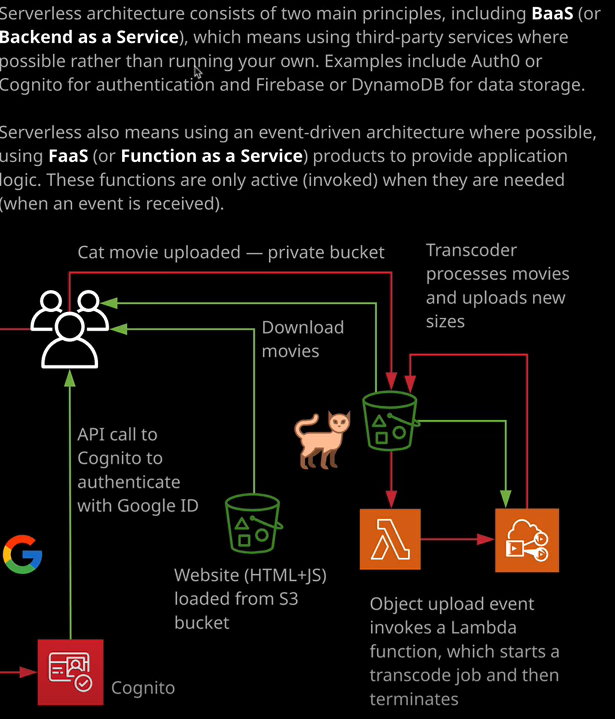 Serverless architecture consists of two main principles, including BaaS (or
Backend as a Service), which means using third-party services where
possible rather than running your own. Examples include Auth0 or
Cognito for authentication and Firebase or DynamoDB for data storage.
Serverless also means using an event-driven architecture where possible,
using FaaS (or Function as a Service) products to provide application
logic. These functions are only active (invoked) when they are needed
(when an event is received).
Cat movie uploaded — private bucket
Transcoder
processes movies
and uploads new
sizes
Download
movies
API call to
Cognito to
authenticate
with Google ID
Website (HTML+JS)
loaded from S3
bucket
Object upload event
invokes a Lambda
function, which starts a
transcode job and then
terminates
Cognito